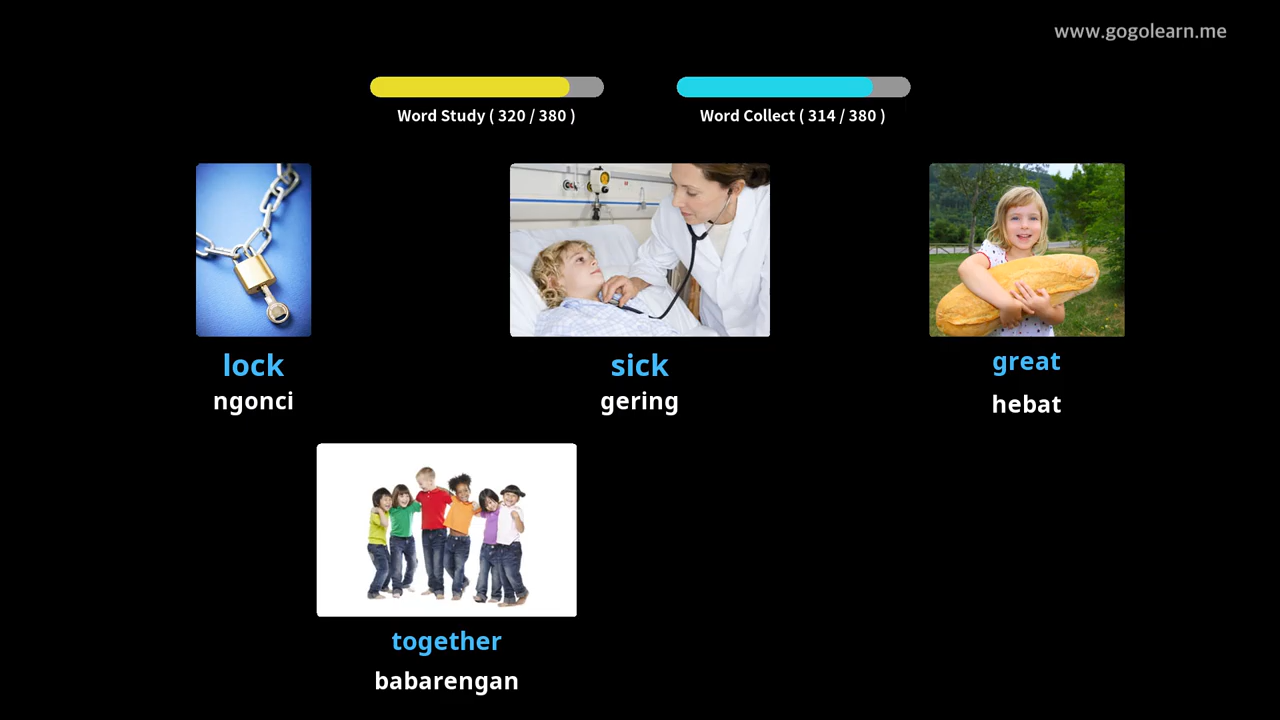 www.gogolearn.me
Word Study ( 320 / 380 )
Word Collect ( 314 / 380 )
lock
ngonci
sick
gering
great
hebat
together
babarengan